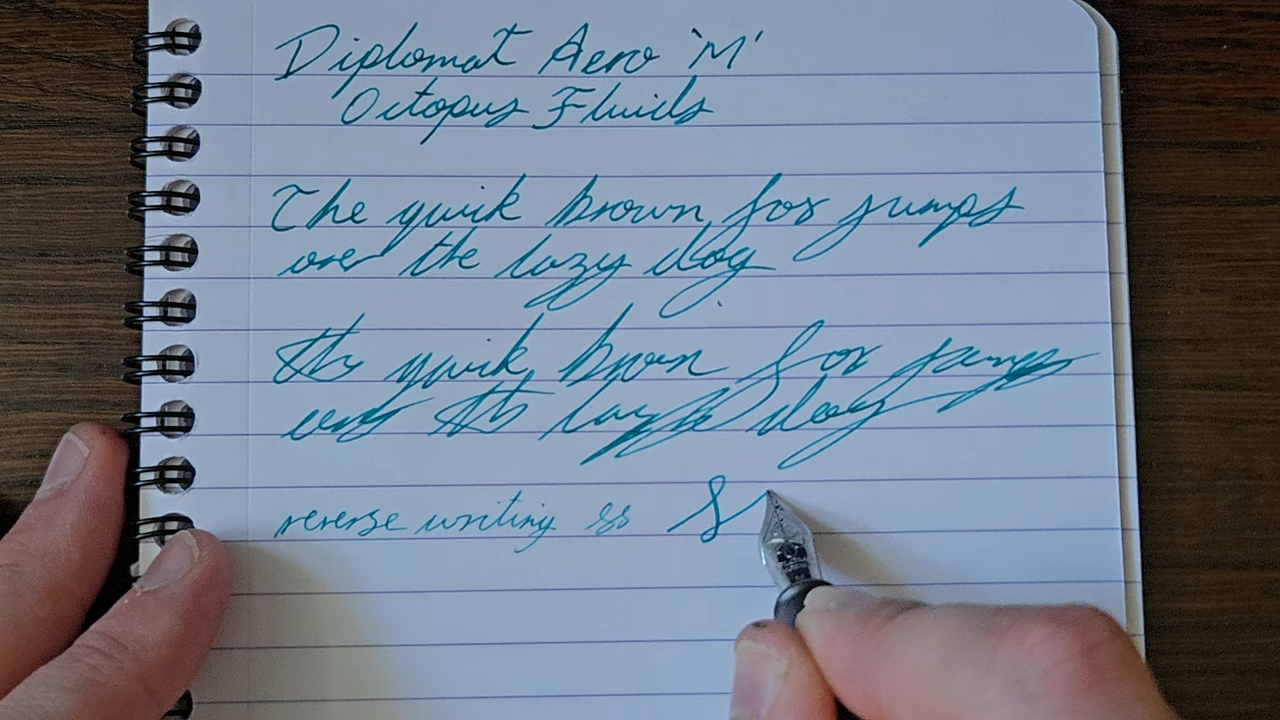 Diplomat Aero 'M'
Octopus Fluids
The quick brown fox jumps
over the lazy dog
the quick brown fox jumps
over the lazy dog
reverse writing ss S